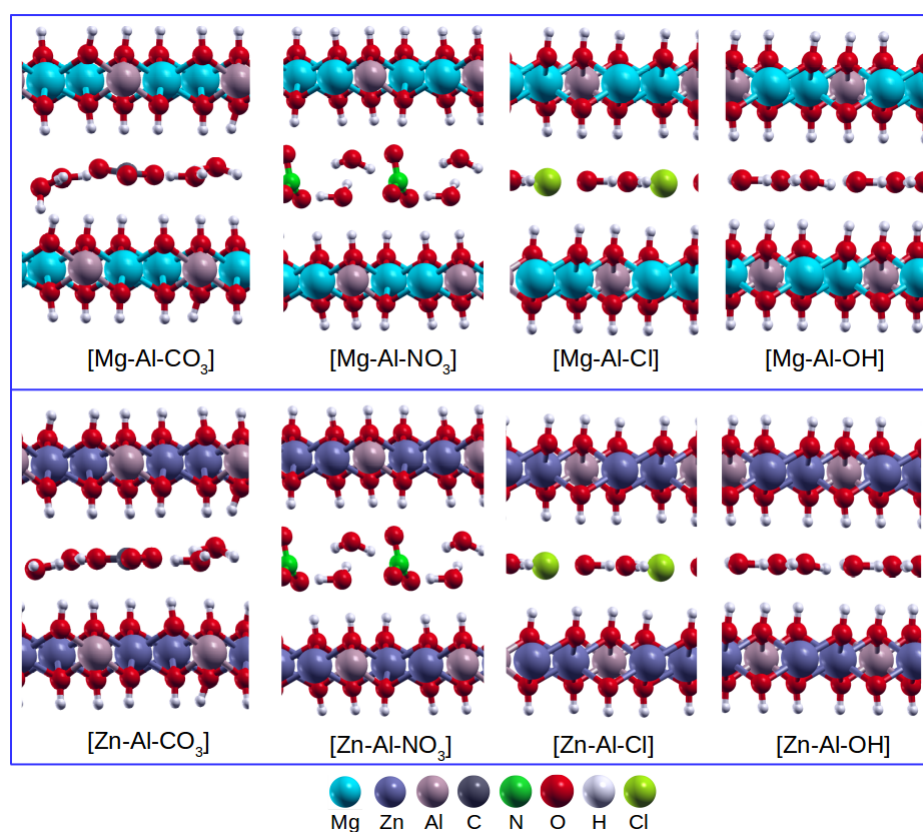 [Mg-Al-CO₃] [Mg-Al-NO₃] [Mg-Al-Cl] [Mg-Al-OH]
[Zn-Al-CO₃] [Zn-Al-NO₃] [Zn-Al-Cl] [Zn-Al-OH]
Mg Zn Al C N O H Cl